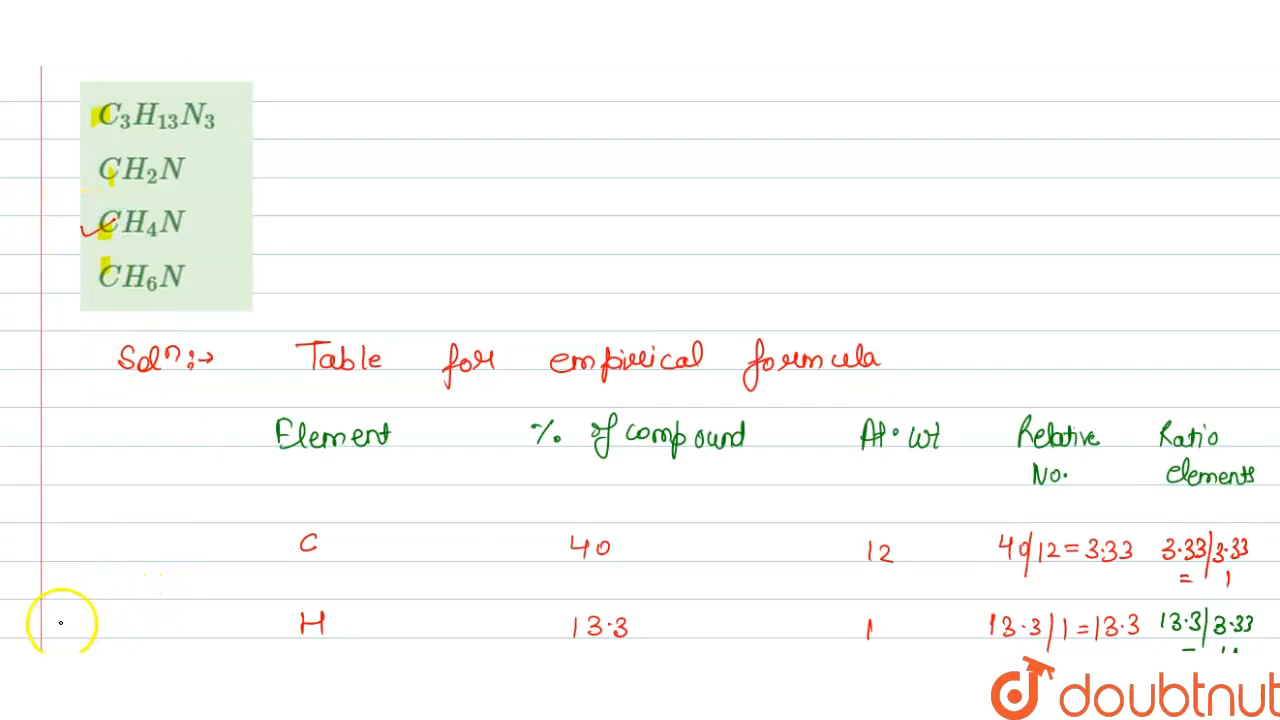 C₃H₁₃N₃
CH₂N
CH₄N
CH₆N
Solⁿ :→ Table for empirical formula
Element % of compound At. wt Relative No. Ratio elements
C 40 12 40/12 = 3.33 3.33/3.33 = 1
H 13.3 1 13.3/1 = 13.3 13.3/3.33 =
doubtnut